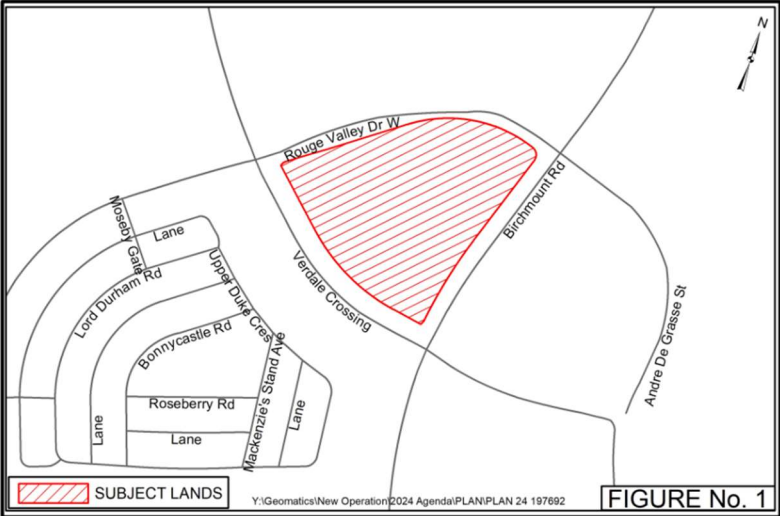 N
Rouge Valley Dr W
Birchmount Rd
Moseby Gate
Lane
Lord Durham Rd
Upper Duke Cres
Verdale Crossing
Andre De Grasse St
Bonnycastle Rd
Mackenzie's Stand Ave
Roseberry Rd
Lane
Lane
Lane
SUBJECT LANDS
Y:\Geomatics\New Operation\2024 Agenda\PLAN\PLAN 24 197692
FIGURE No. 1